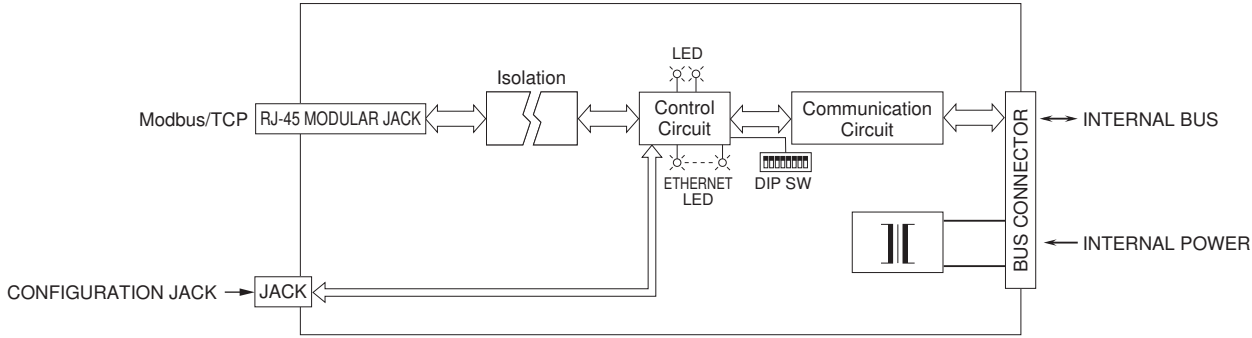 LED
Isolation
Modbus/TCP
RJ-45 MODULAR JACK
Control
Circuit
Communication
Circuit
BUS CONNECTOR
INTERNAL BUS
ETHERNET
LED
DIP SW
INTERNAL POWER
CONFIGURATION JACK
JACK